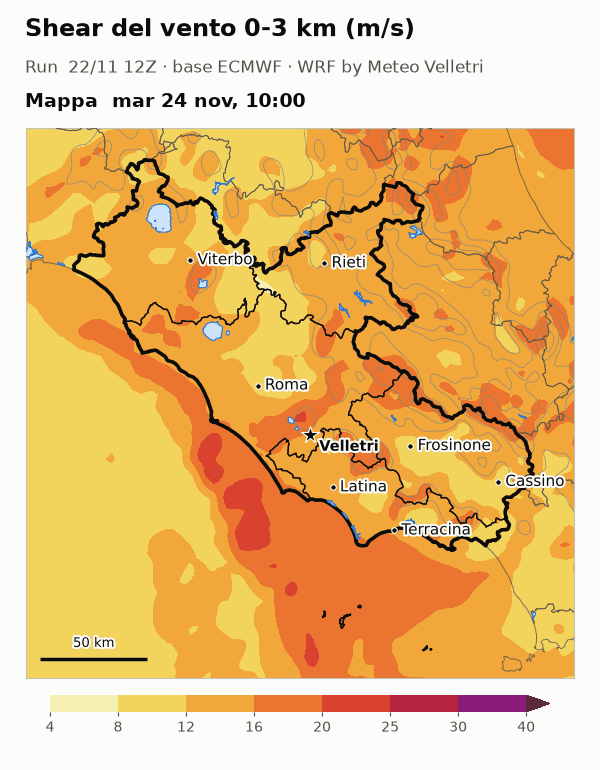 Shear del vento 0-3 km (m/s)
Run  22/11 12Z · base ECMWF · WRF by Meteo Velletri
Mappa  mar 24 nov, 10:00
Viterbo
Rieti
Roma
Velletri
Frosinone
Latina
Cassino
Terracina
50 km
4 8 12 16 20 25 30 40